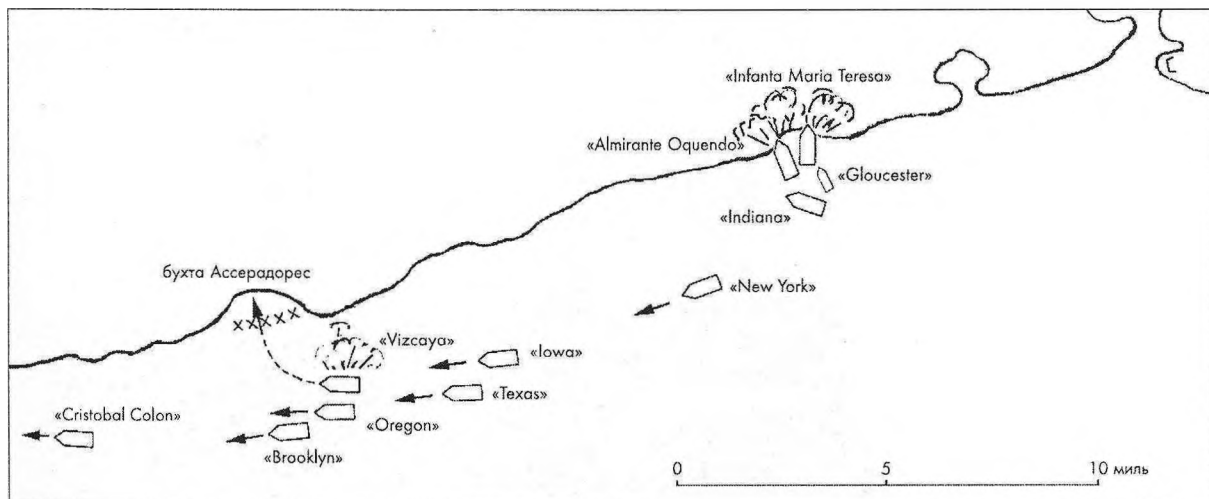 «Infanta Maria Teresa»
«Almirante Oquendo»
«Gloucester»
«Indiana»
бухта Ассерадорес
«New York»
xxxxx
«Vizcaya»
«Iowa»
«Texas»
«Cristobal Colon»
«Oregon»
«Brooklyn»
0 5 10 миль